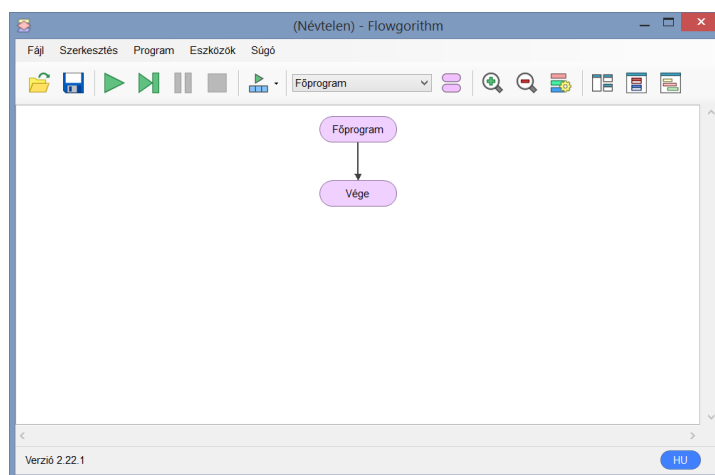 (Névtelen) - Flowgorithm
Fájl Szerkesztés Program Eszközök Súgó
Főprogram
Főprogram
Vége
Verzió 2.22.1
HU